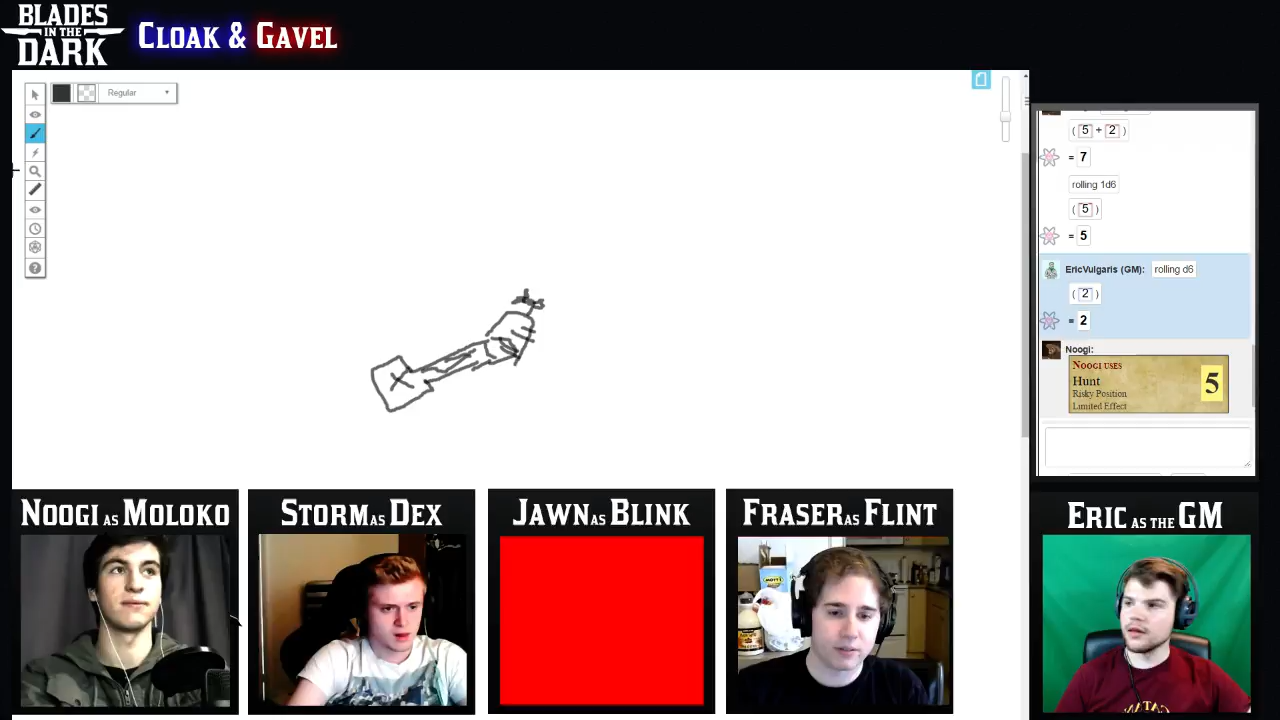 BLADES
IN THE
DARK
CLOAK & GAVEL
Regular
( 5 + 2 )
= 7
rolling 1d6
( 5 )
= 5
EricVulgaris (GM): rolling d6
( 2 )
= 2
Noogi:
NOOGI USES
Hunt
Risky Position
Limited Effect
5
NOOGI AS MOLOKO
STORM AS DEX
JAWN AS BLINK
FRASER AS FLINT
ERIC AS THE GM
MOTT'S